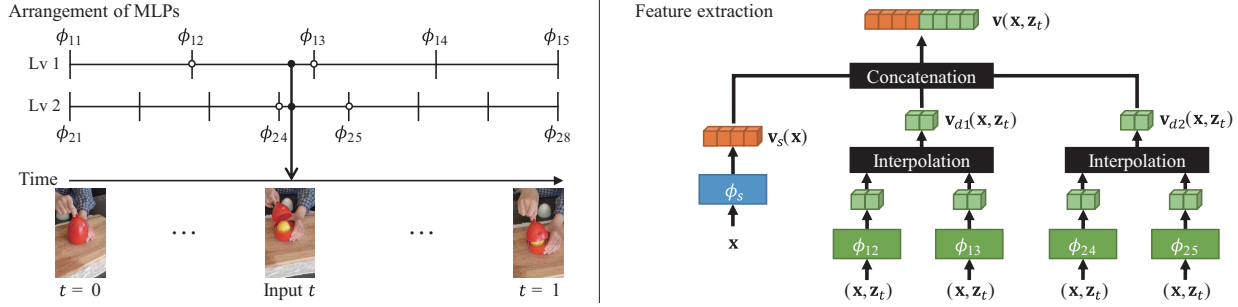 Arrangement of MLPs
ϕ₁₁ ϕ₁₂ ϕ₁₃ ϕ₁₄ ϕ₁₅
Lv 1
Lv 2
ϕ₂₁ ϕ₂₄ ϕ₂₅ ϕ₂₈
Time
... ...
t = 0 Input t t = 1
Feature extraction
v(x, zₜ)
Concatenation
vₛ(x) v_d1(x, zₜ) v_d2(x, zₜ)
Interpolation Interpolation
ϕₛ
x
ϕ₁₂ ϕ₁₃ ϕ₂₄ ϕ₂₅
(x, zₜ) (x, zₜ) (x, zₜ) (x, zₜ)